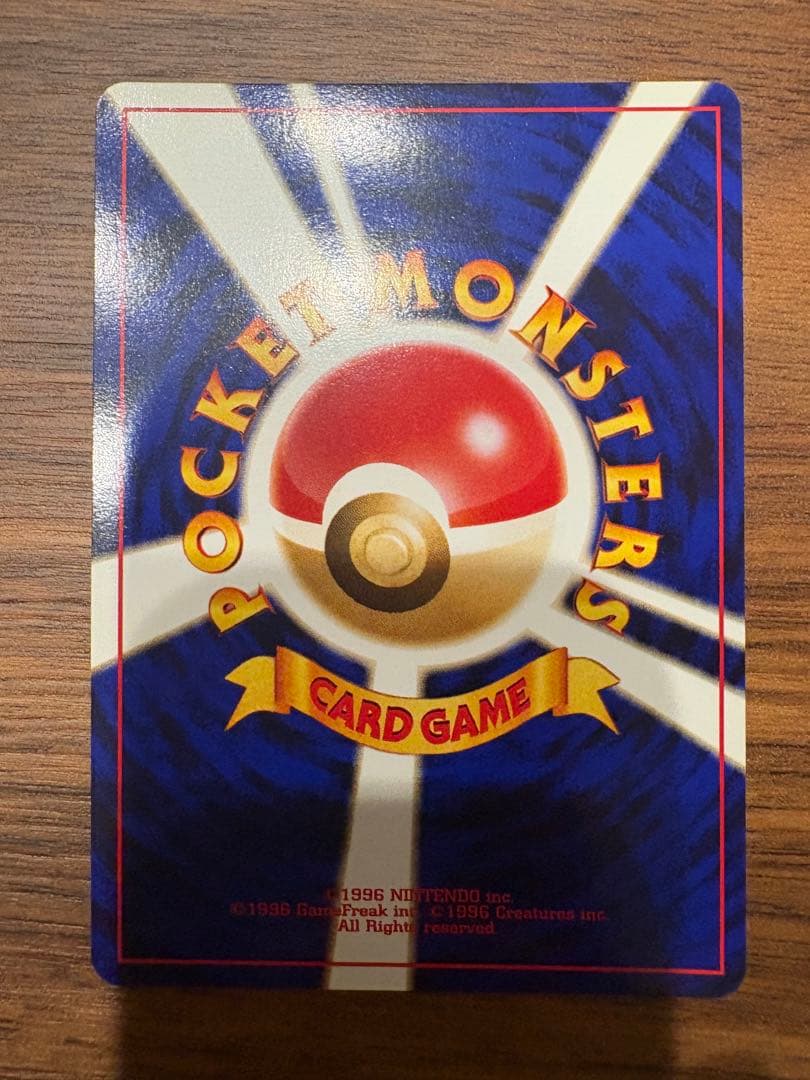 POCKET MONSTERS
CARD GAME
©1996 NINTENDO inc.
©1996 GameFreak inc. ©1996 Creatures inc.
All Rights reserved.